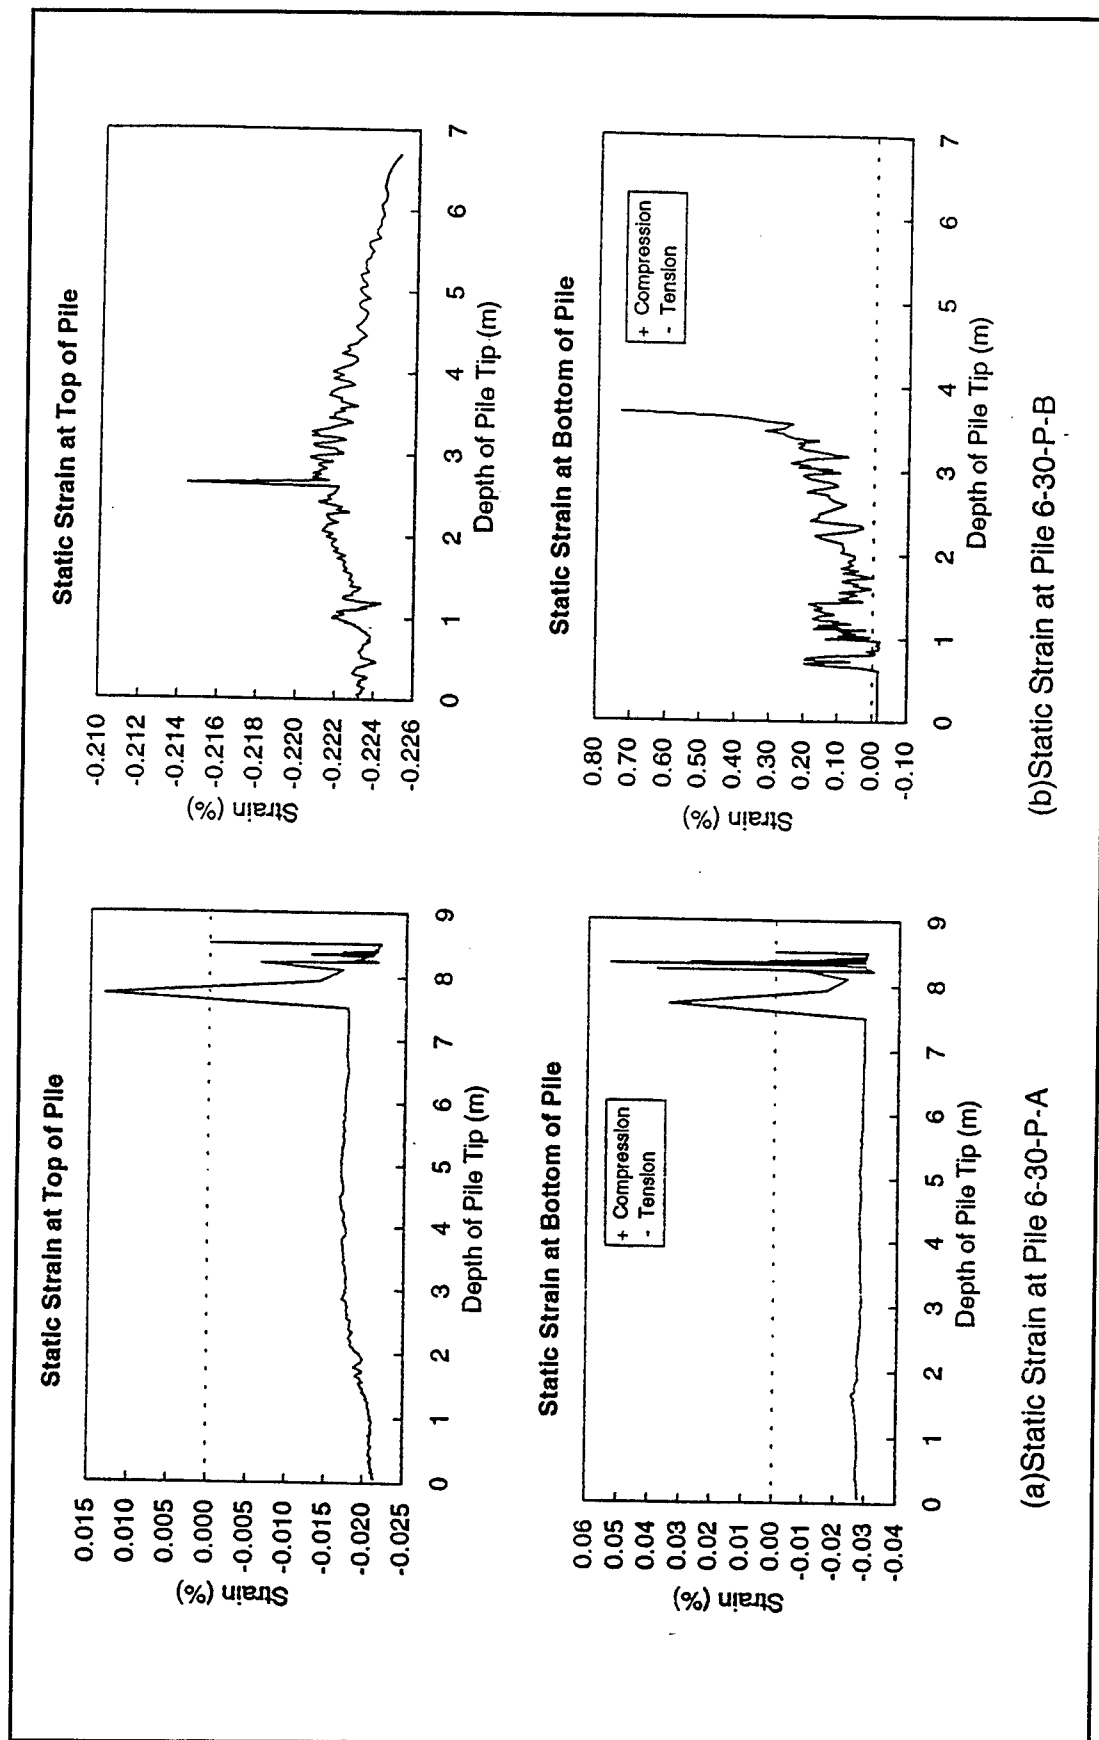 Static Strain at Top of Pile
0.015
0.010
0.005
0.000
-0.005
-0.010
-0.015
-0.020
-0.025
Strain (%)
0 1 2 3 4 5 6 7 8 9
Depth of Pile Tip (m)
Static Strain at Bottom of Pile
0.06
0.05
0.04
0.03
0.02
0.01
0.00
-0.01
-0.02
-0.03
-0.04
Strain (%)
+ Compression
- Tension
0 1 2 3 4 5 6 7 8 9
Depth of Pile Tip (m)
(a)Static Strain at Pile 6-30-P-A
Static Strain at Top of Pile
-0.210
-0.212
-0.214
-0.216
-0.218
-0.220
-0.222
-0.224
-0.226
Strain (%)
0 1 2 3 4 5 6 7
Depth of Pile Tip (m)
Static Strain at Bottom of Pile
0.80
0.70
0.60
0.50
0.40
0.30
0.20
0.10
0.00
-0.10
Strain (%)
+ Compression
- Tension
0 1 2 3 4 5 6 7
Depth of Pile Tip (m)
(b)Static Strain at Pile 6-30-P-B